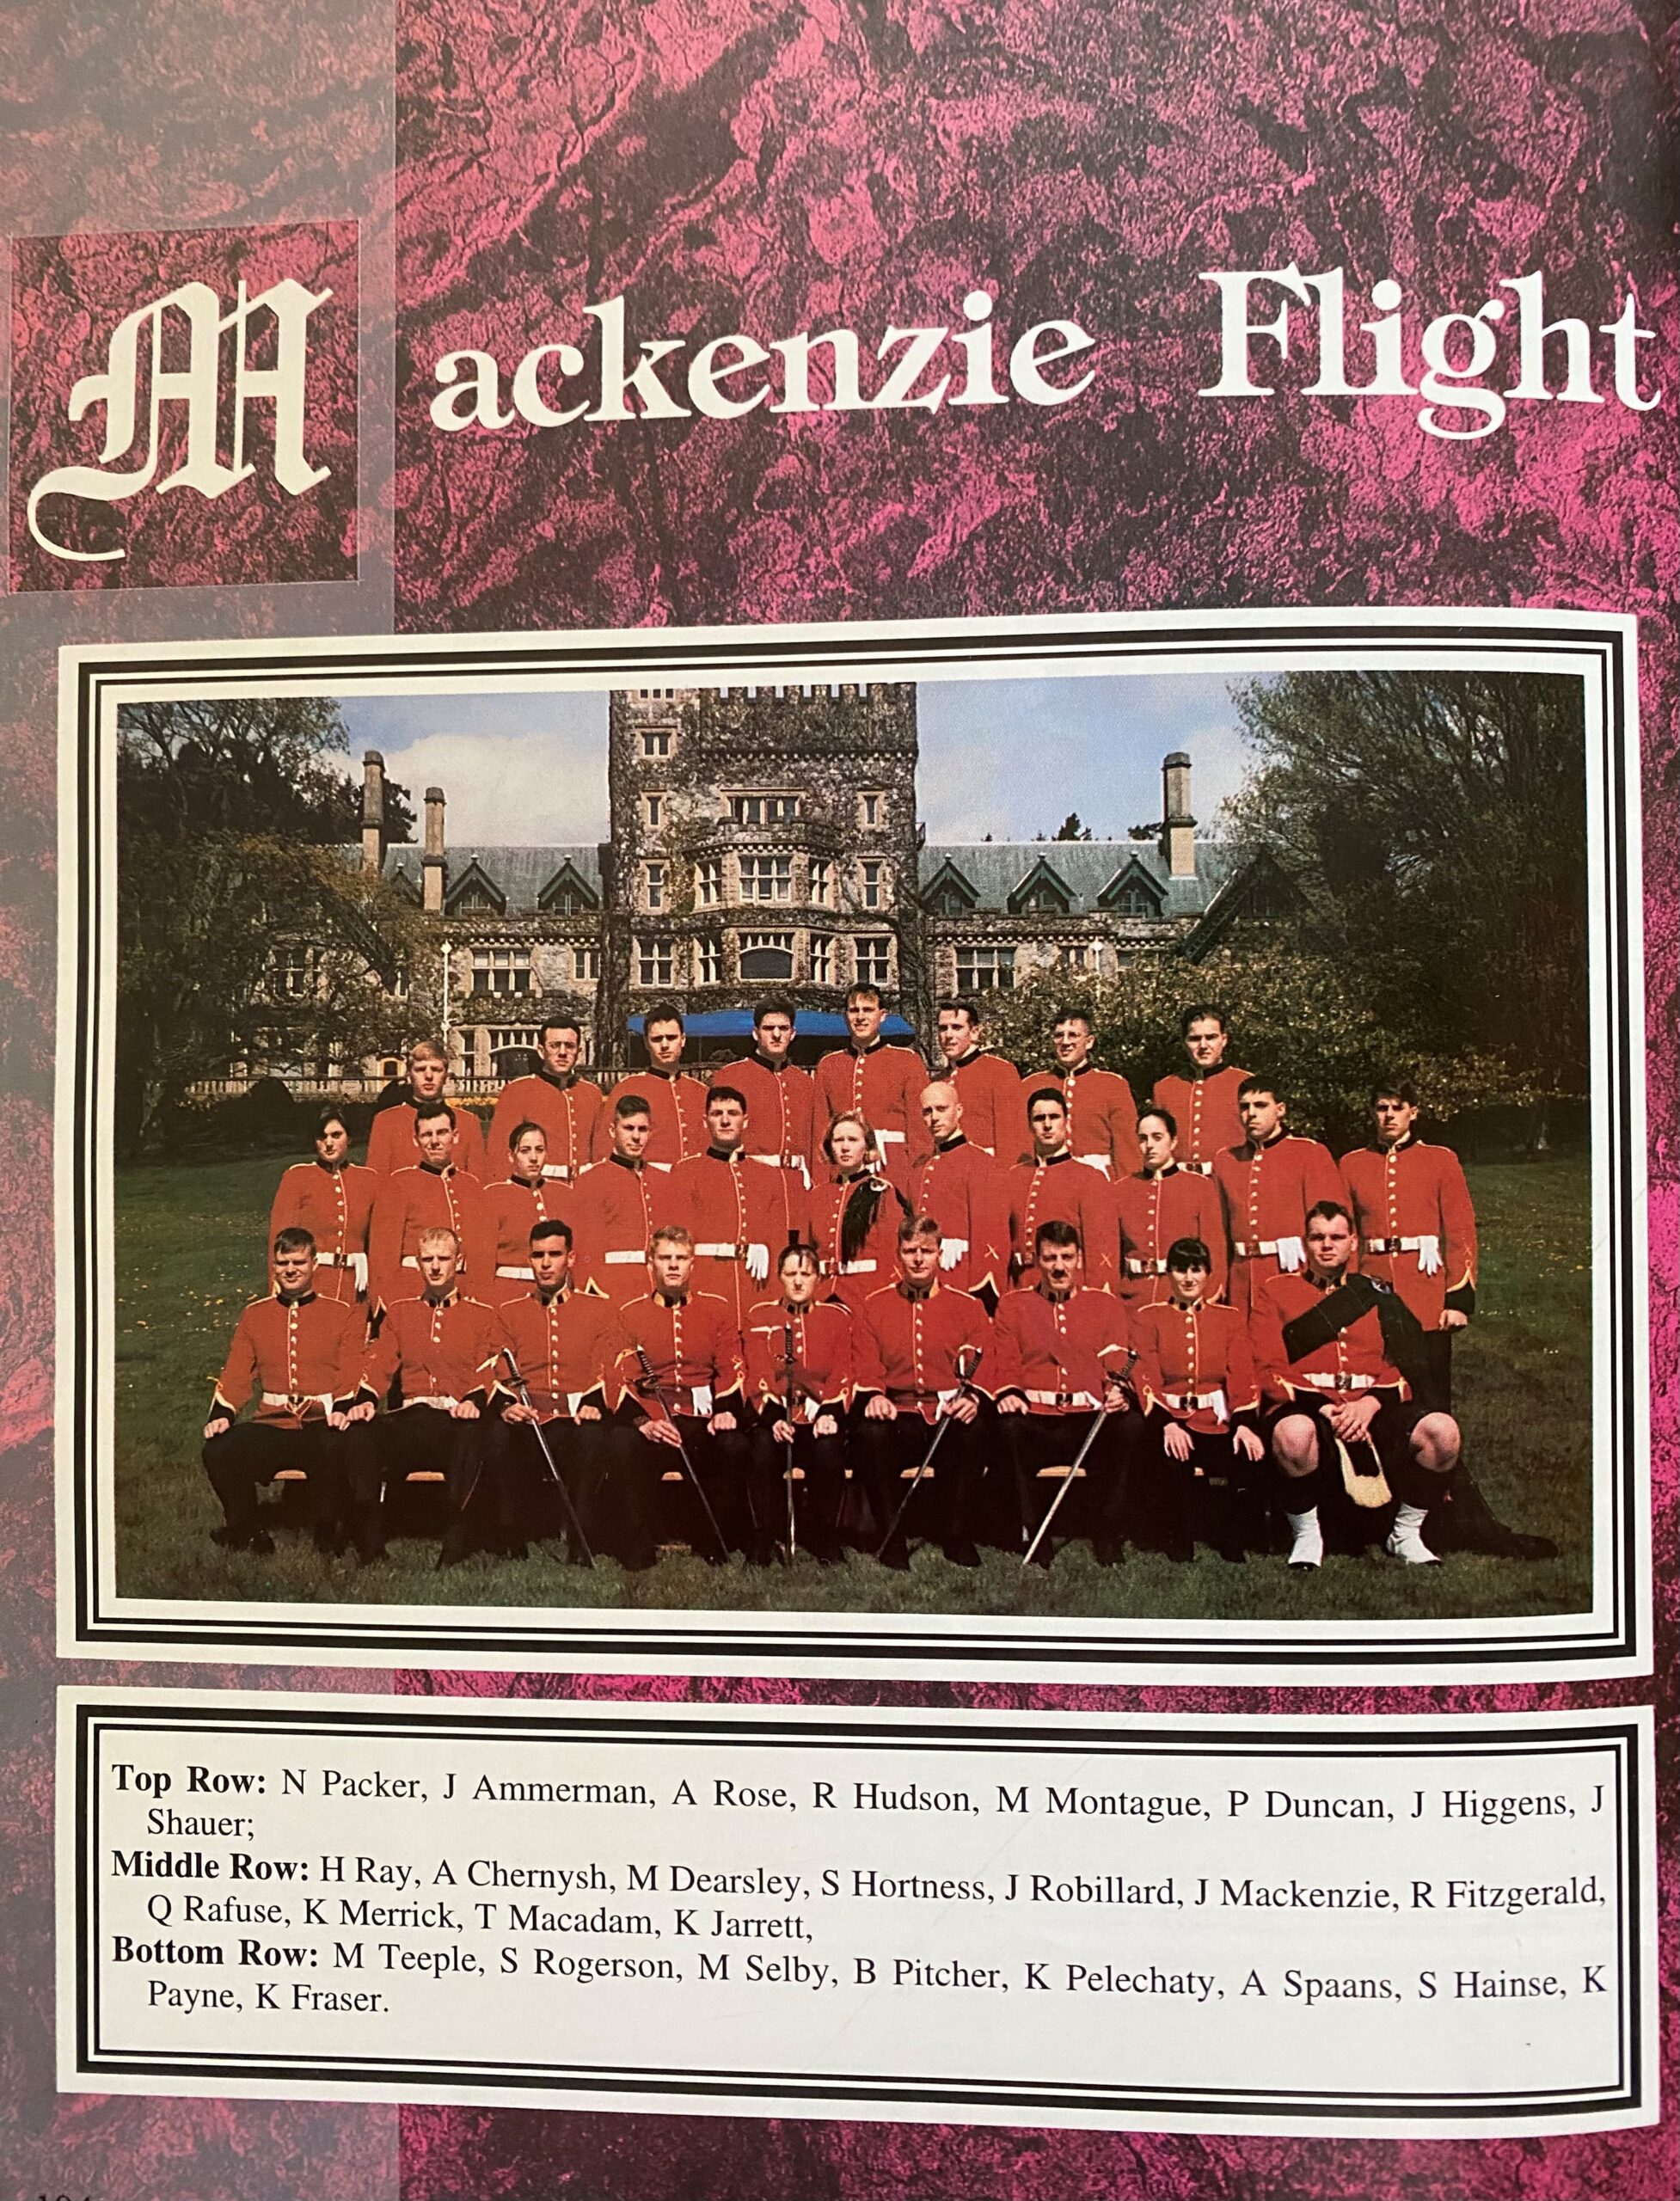 Mackenzie Flight
Top Row: N Packer, J Ammerman, A Rose, R Hudson, M Montague, P Duncan, J Higgens, J
Shauer;
Middle Row: H Ray, A Chernysh, M Dearsley, S Hortness, J Robillard, J Mackenzie, R Fitzgerald,
Q Rafuse, K Merrick, T Macadam, K Jarrett,
Bottom Row: M Teeple, S Rogerson, M Selby, B Pitcher, K Pelechaty, A Spaans, S Hainse, K
Payne, K Fraser.